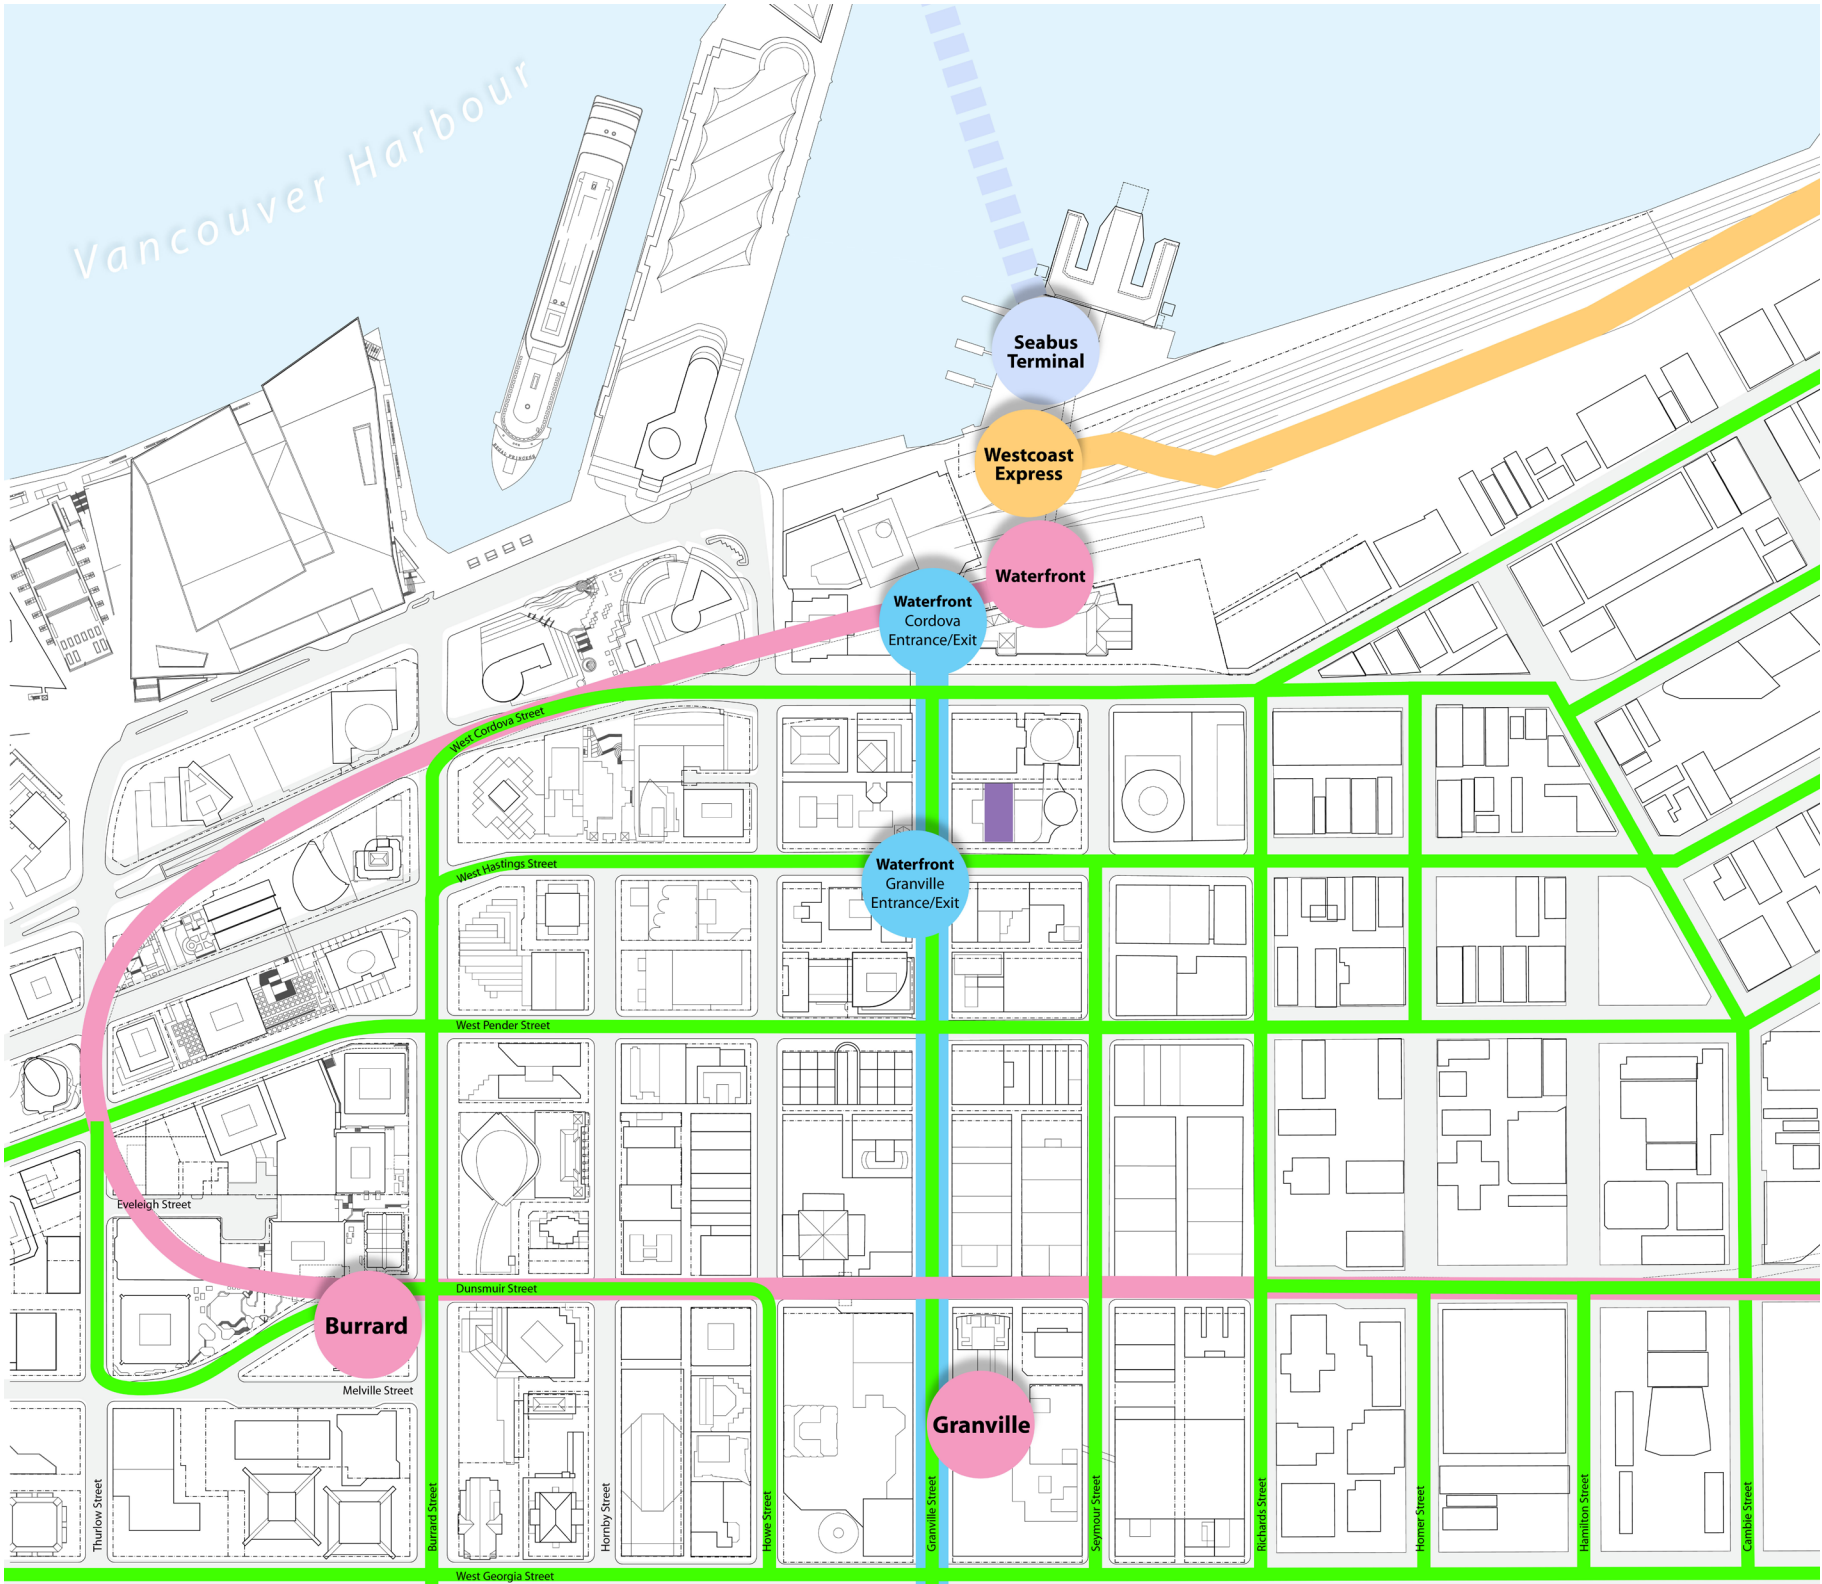 Vancouver Harbour
Seabus
Terminal
Westcoast
Express
Waterfront
Waterfront
Cordova
Entrance/Exit
West Cordova Street
Waterfront
Granville
Entrance/Exit
West Hastings Street
West Pender Street
Eveleigh Street
Dunsmuir Street
Burrard
Melville Street
Granville
Thurlow Street
Burrard Street
Hornby Street
Howe Street
Granville Street
Seymour Street
Richards Street
Homer Street
Hamilton Street
Cambie Street
West Georgia Street